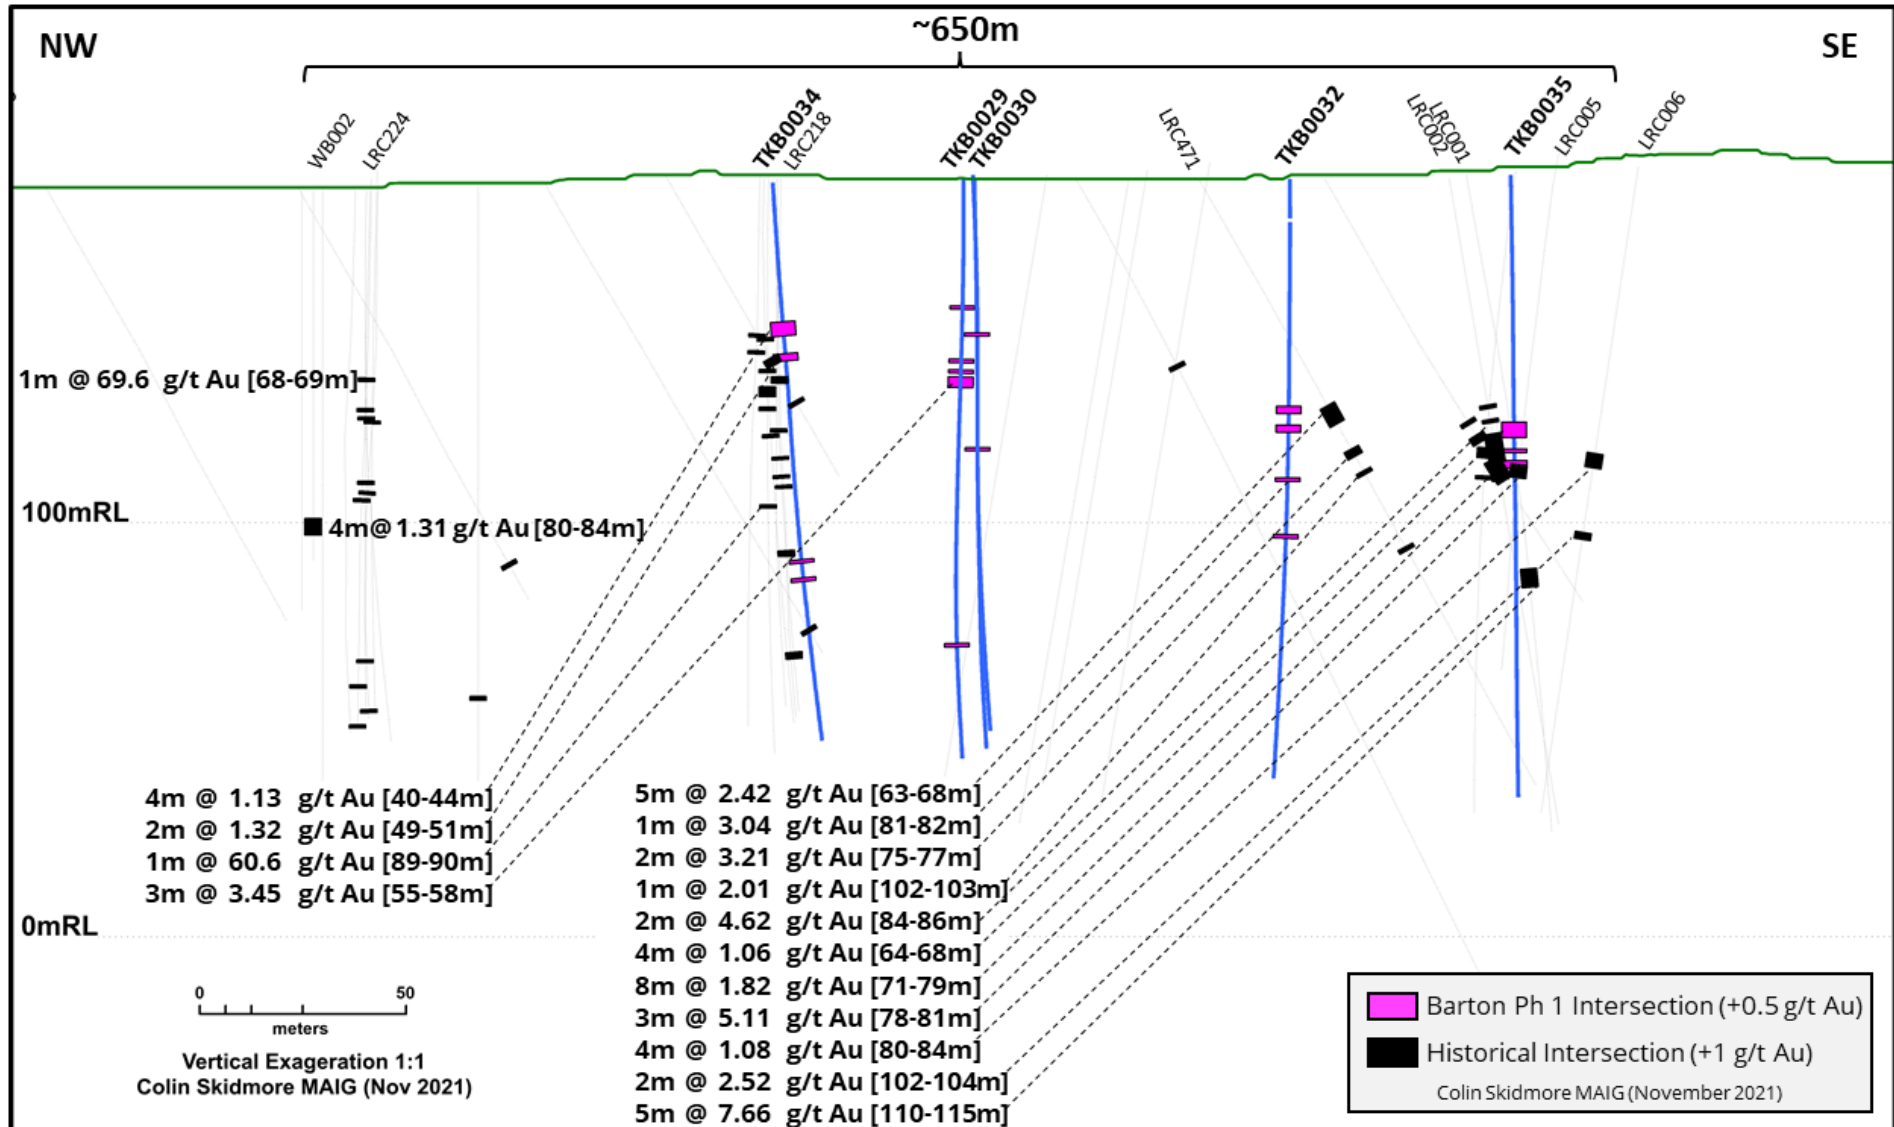 ~650m
NW
SE
WB002
LRC224
TKB0034
LRC218
TKB0029
TKB0030
LRC471
TKB0032
LRC002
LRC001
TKB0035
LRC005
LRC006
1m @ 69.6 g/t Au [68-69m]
100mRL
4m@ 1.31 g/t Au [80-84m]
4m @ 1.13 g/t Au [40-44m]
2m @ 1.32 g/t Au [49-51m]
1m @ 60.6 g/t Au [89-90m]
3m @ 3.45 g/t Au [55-58m]
5m @ 2.42 g/t Au [63-68m]
1m @ 3.04 g/t Au [81-82m]
2m @ 3.21 g/t Au [75-77m]
1m @ 2.01 g/t Au [102-103m]
2m @ 4.62 g/t Au [84-86m]
4m @ 1.06 g/t Au [64-68m]
8m @ 1.82 g/t Au [71-79m]
3m @ 5.11 g/t Au [78-81m]
4m @ 1.08 g/t Au [80-84m]
2m @ 2.52 g/t Au [102-104m]
5m @ 7.66 g/t Au [110-115m]
0mRL
0 50
meters
Vertical Exageration 1:1
Colin Skidmore MAIG (Nov 2021)
Barton Ph 1 Intersection (+0.5 g/t Au)
Historical Intersection (+1 g/t Au)
Colin Skidmore MAIG (November 2021)